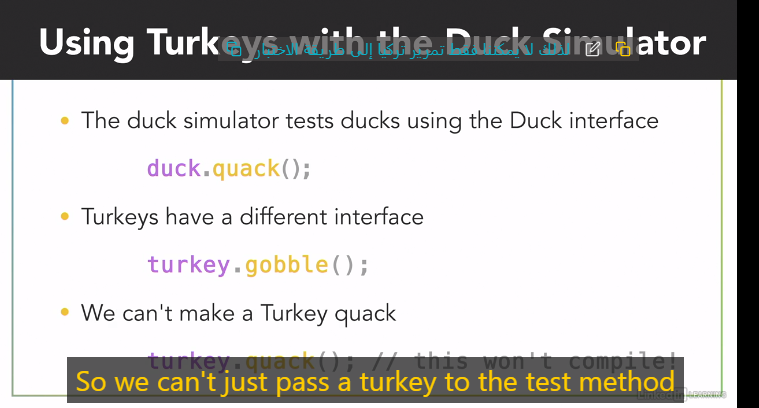 Using Turkeys with the Duck Simulator
لذلك لا يمكننا فقط تمرير تركيا إلى طريقة الاختبار
• The duck simulator tests ducks using the Duck interface
duck.quack();
• Turkeys have a different interface
turkey.gobble();
• We can't make a Turkey quack
turkey.quack(); // this won't compile!
So we can't just pass a turkey to the test method
LinkedIn LEARNING